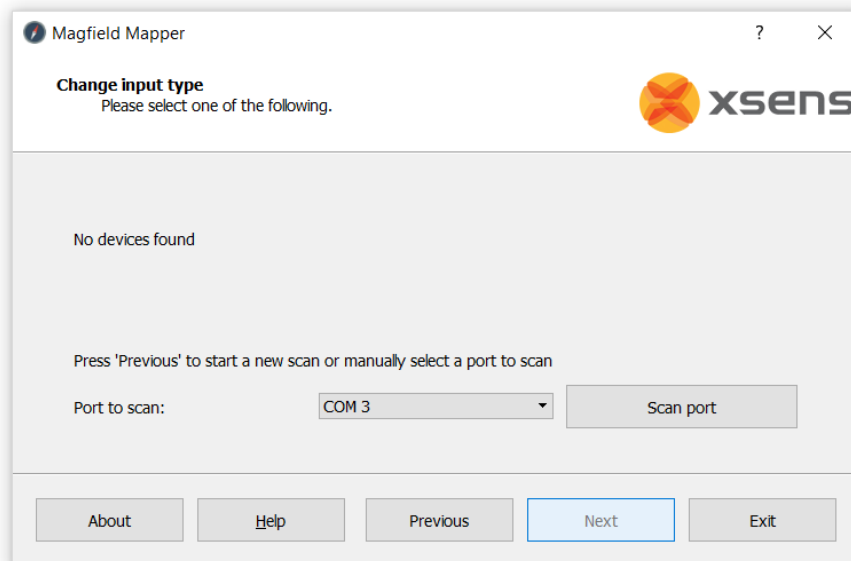 Magfield Mapper
?
Change input type
Please select one of the following.
xsens
No devices found
Press 'Previous' to start a new scan or manually select a port to scan
Port to scan:
COM 3
Scan port
About
Help
Previous
Next
Exit